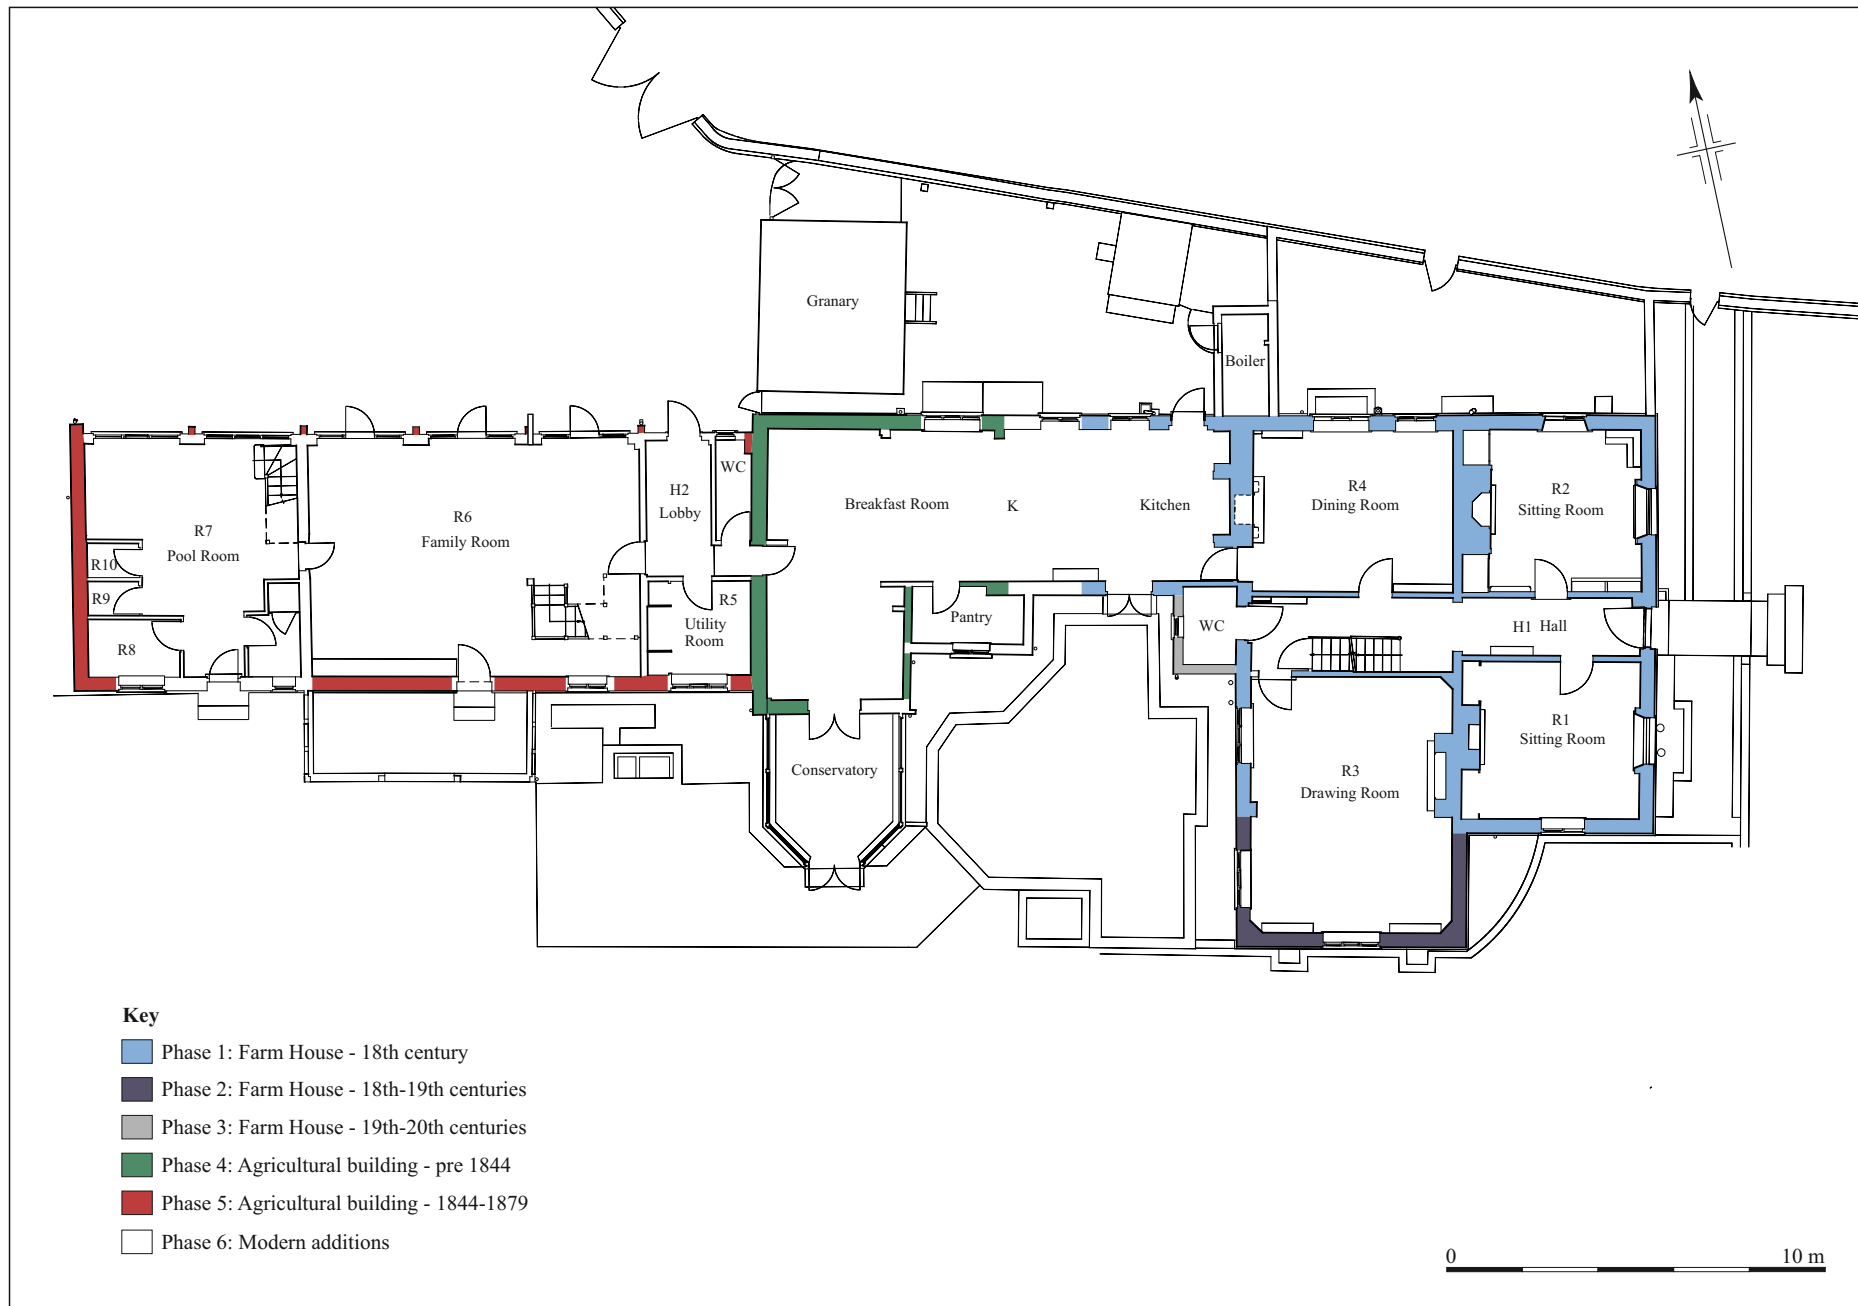 Granary
Boiler
WC
H2
Lobby
R7
Pool Room
R6
Family Room
Breakfast Room
K
Kitchen
R4
Dining Room
R2
Sitting Room
R10
R9
R8
R5
Utility
Room
Pantry
WC
H1 Hall
Conservatory
R3
Drawing Room
R1
Sitting Room
Key
Phase 1: Farm House - 18th century
Phase 2: Farm House - 18th-19th centuries
Phase 3: Farm House - 19th-20th centuries
Phase 4: Agricultural building - pre 1844
Phase 5: Agricultural building - 1844-1879
Phase 6: Modern additions
0 10 m